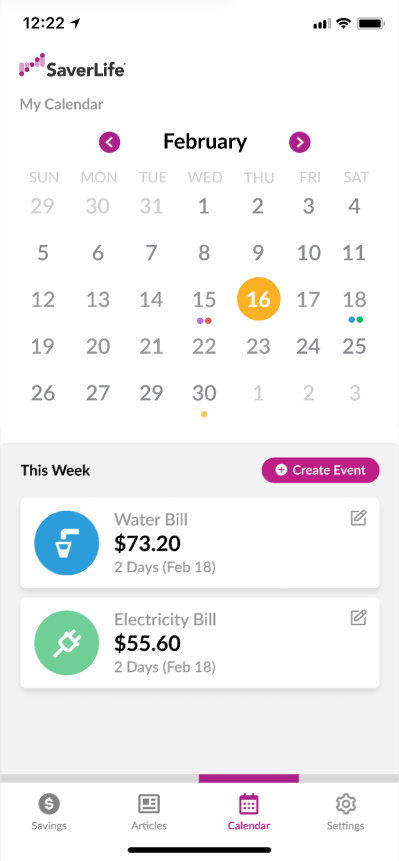 12:22
SaverLife
My Calendar
February
SUN MON TUE WED THU FRI SAT
29 30 31 1 2 3 4
5 6 7 8 9 10 11
12 13 14 15 16 17 18
19 20 21 22 23 24 25
26 27 29 30 1 2 3
This Week
Create Event
Water Bill
$73.20
2 Days (Feb 18)
Electricity Bill
$55.60
2 Days (Feb 18)
Savings Articles Calendar Settings